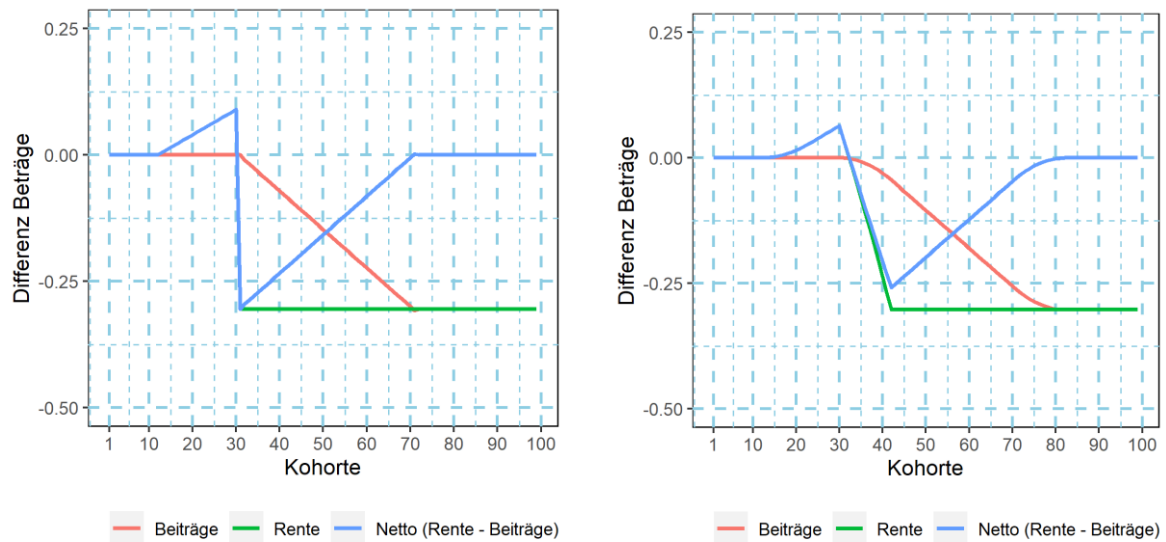 0.25
0.00
-0.25
-0.50
Differenz Beträge
1 10 20 30 40 50 60 70 80 90 100
Kohorte
Beiträge Rente Netto (Rente - Beiträge)
0.25
0.00
-0.25
-0.50
Differenz Beträge
1 10 20 30 40 50 60 70 80 90 100
Kohorte
Beiträge Rente Netto (Rente - Beiträge)